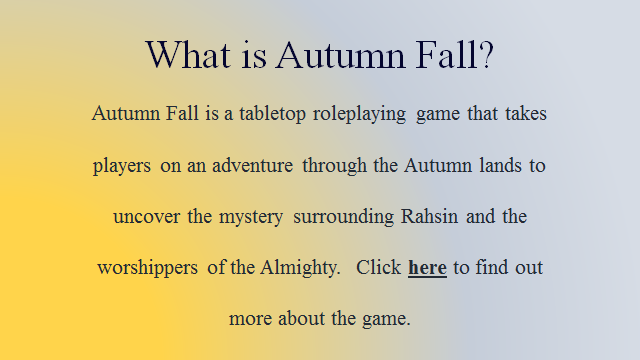 What is Autumn Fall?
Autumn Fall is a tabletop roleplaying game that takes
players on an adventure through the Autumn lands to
uncover the mystery surrounding Rahsin and the
worshippers of the Almighty. Click here to find out
more about the game.